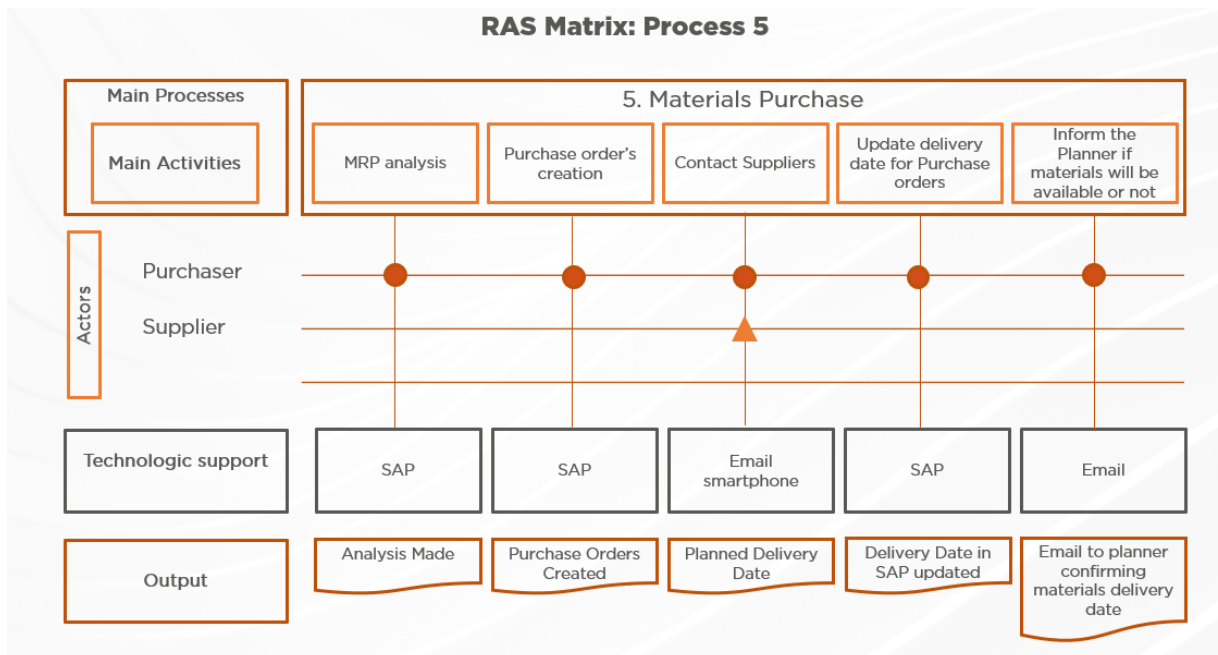 RAS Matrix: Process 5
Main Processes
Main Activities
5. Materials Purchase
MRP analysis
Purchase order's
creation
Contact Suppliers
Update delivery
date for Purchase
orders
Inform the
Planner if
materials will be
available or not
Actors
Purchaser
Supplier
Technologic support
SAP
SAP
Email
smartphone
SAP
Email
Output
Analysis Made
Purchase Orders
Created
Planned Delivery
Date
Delivery Date in
SAP updated
Email to planner
confirming
materials delivery
date